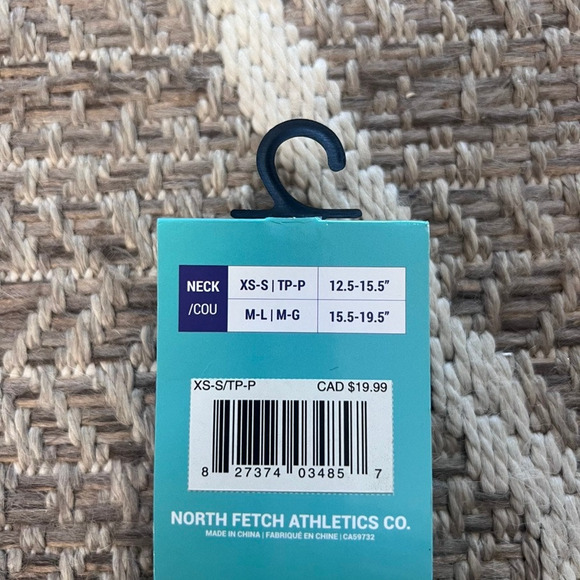 NECK XS-S | TP-P 12.5-15.5”
/COU M-L | M-G 15.5-19.5”
XS-S/TP-P CAD $19.99
8 27374 03485 7
NORTH FETCH ATHLETICS CO.
MADE IN CHINA | FABRIQUÉ EN CHINE | CA59732